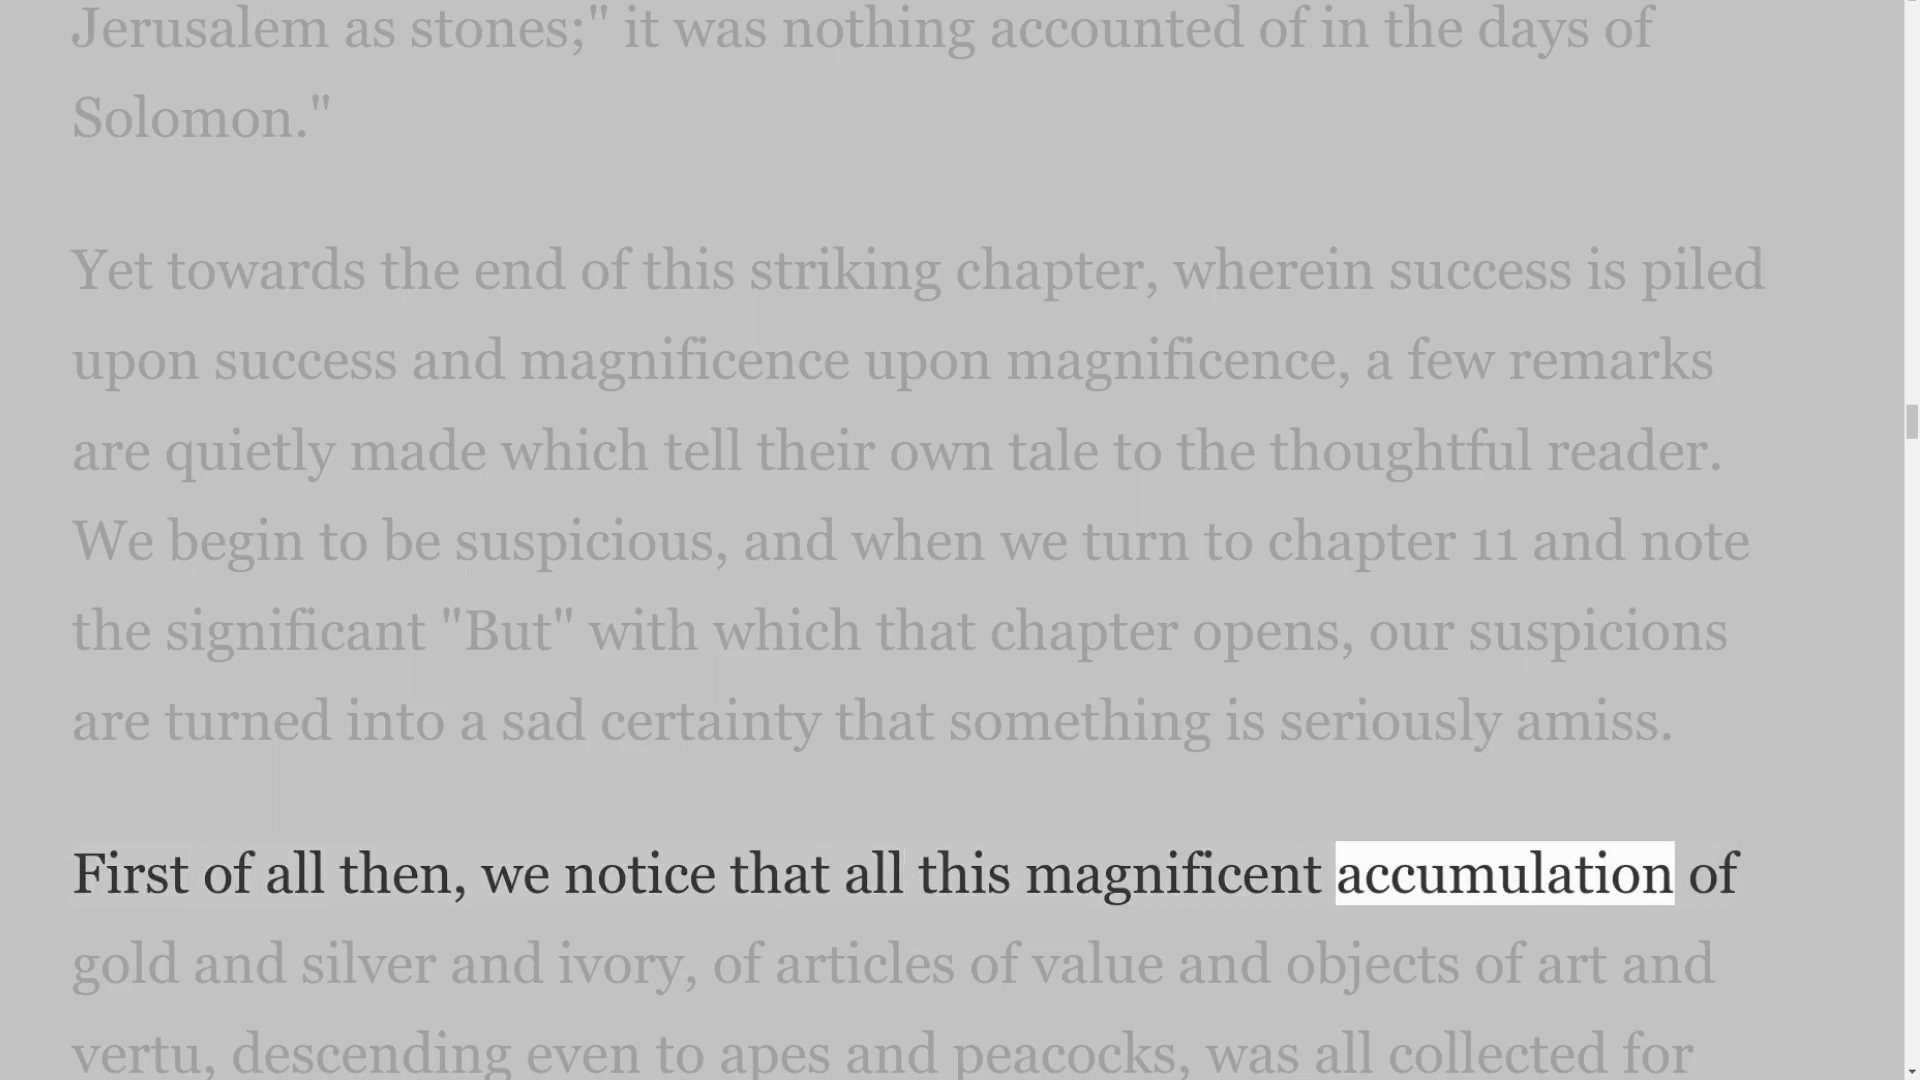 Jerusalem as stones;" it was nothing accounted of in the days of
Solomon."
Yet towards the end of this striking chapter, wherein success is piled
upon success and magnificence upon magnificence, a few remarks
are quietly made which tell their own tale to the thoughtful reader.
We begin to be suspicious, and when we turn to chapter 11 and note
the significant "But" with which that chapter opens, our suspicions
are turned into a sad certainty that something is seriously amiss.
First of all then, we notice that all this magnificent accumulation of
gold and silver and ivory, of articles of value and objects of art and
vertu, descending even to apes and peacocks, was all collected for